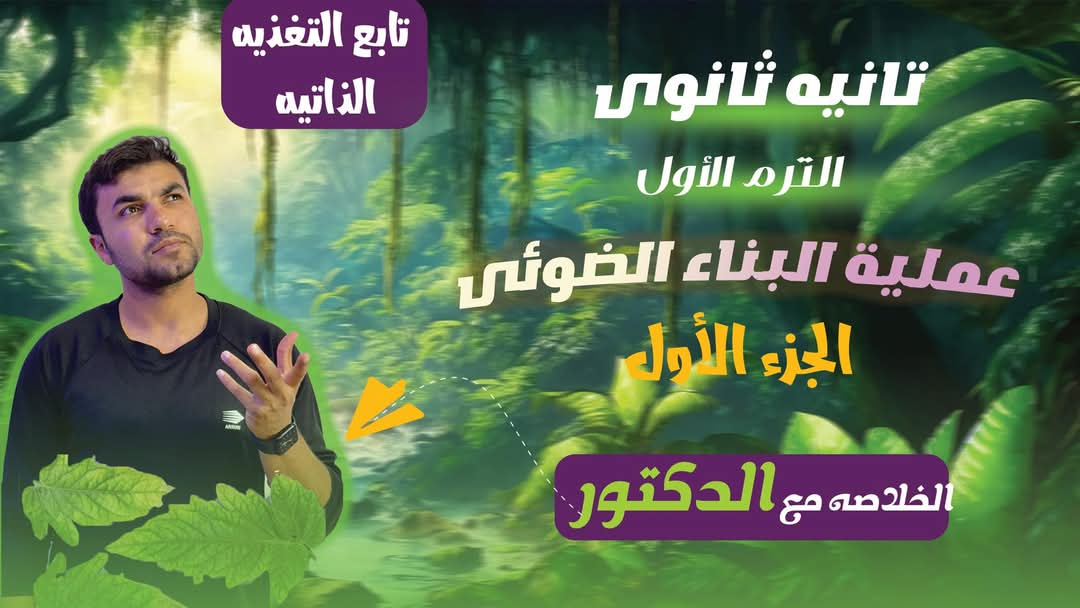 تابع التغذيه
الذاتيه
تانيه ثانوى
الترم الأول
عملية البناء الضوئى
الجزء الأول
الخلاصه مع الدكتور